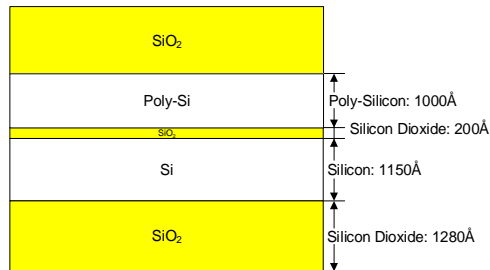 SiO₂
Poly-Si
Poly-Silicon: 1000Å
SiO₂
Silicon Dioxide: 200Å
Si
Silicon: 1150Å
SiO₂
Silicon Dioxide: 1280Å